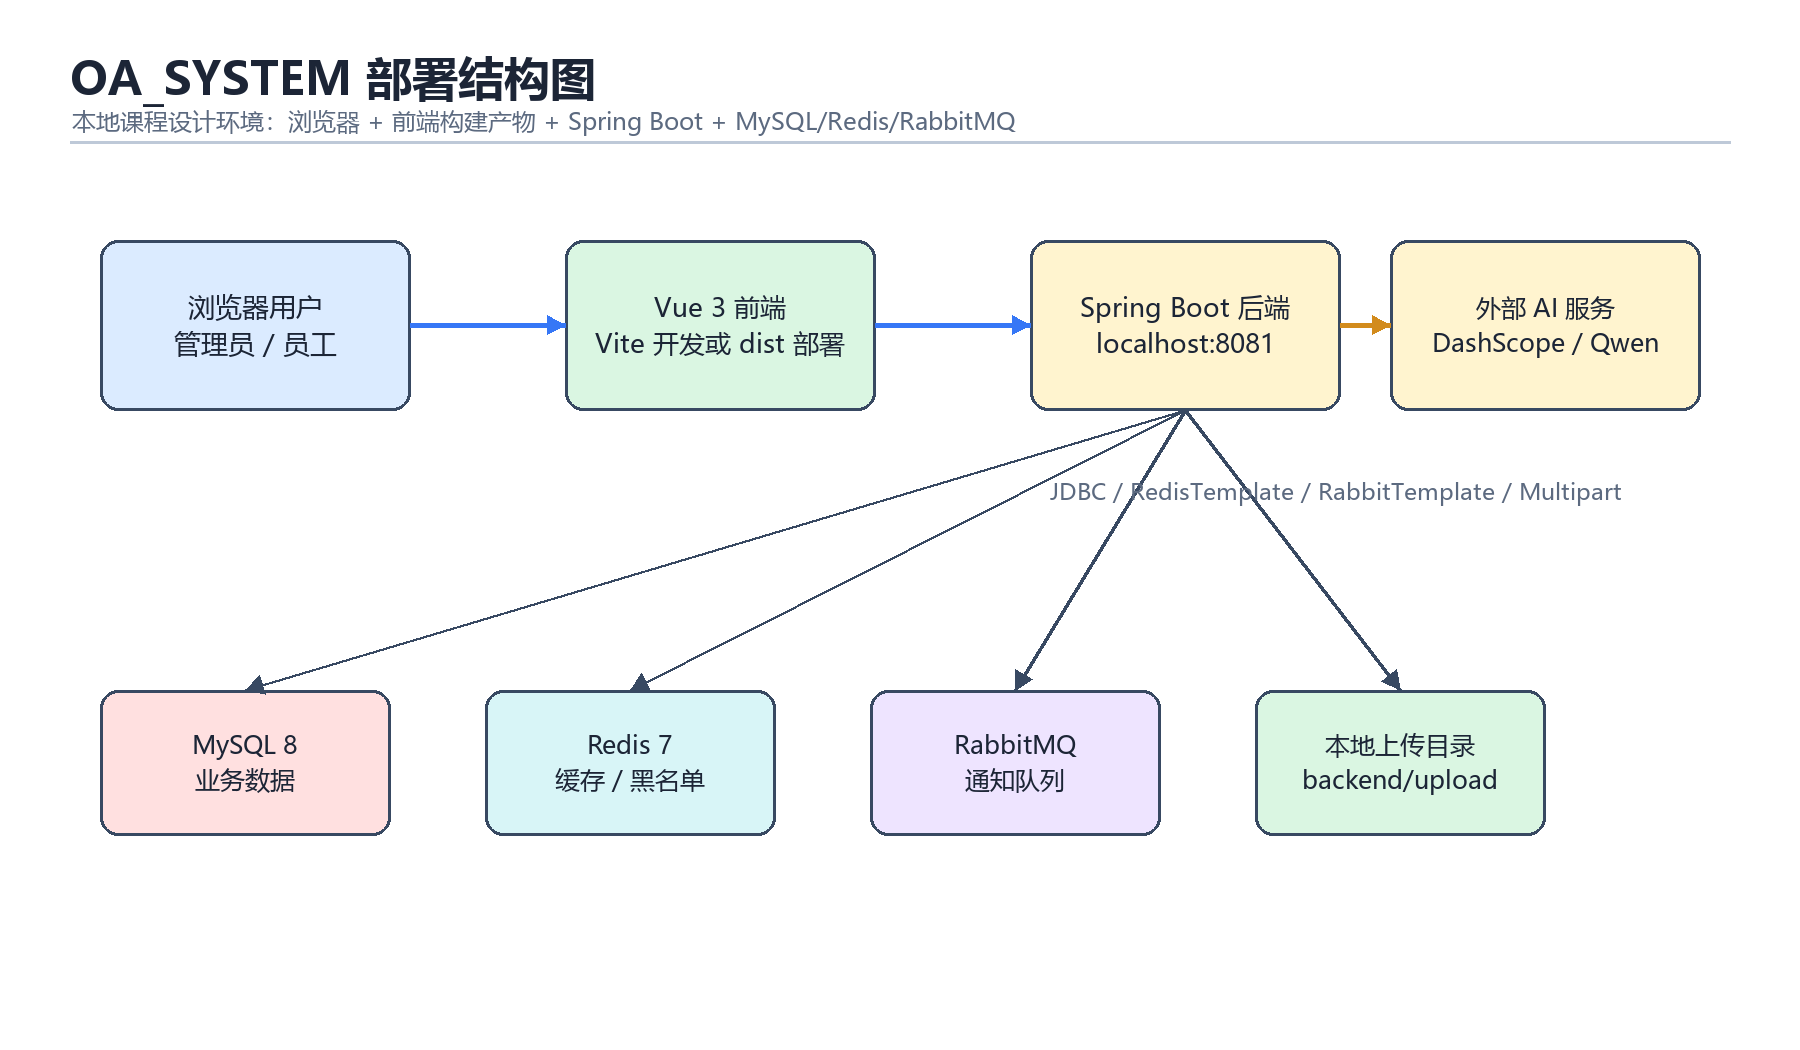 OA_SYSTEM 部署结构图
本地课程设计环境：浏览器 + 前端构建产物 + Spring Boot + MySQL/Redis/RabbitMQ
浏览器用户
管理员 / 员工
Vue 3 前端
Vite 开发或 dist 部署
Spring Boot 后端
localhost:8081
外部 AI 服务
DashScope / Qwen
JDBC / RedisTemplate / RabbitTemplate / Multipart
MySQL 8
业务数据
Redis 7
缓存 / 黑名单
RabbitMQ
通知队列
本地上传目录
backend/upload